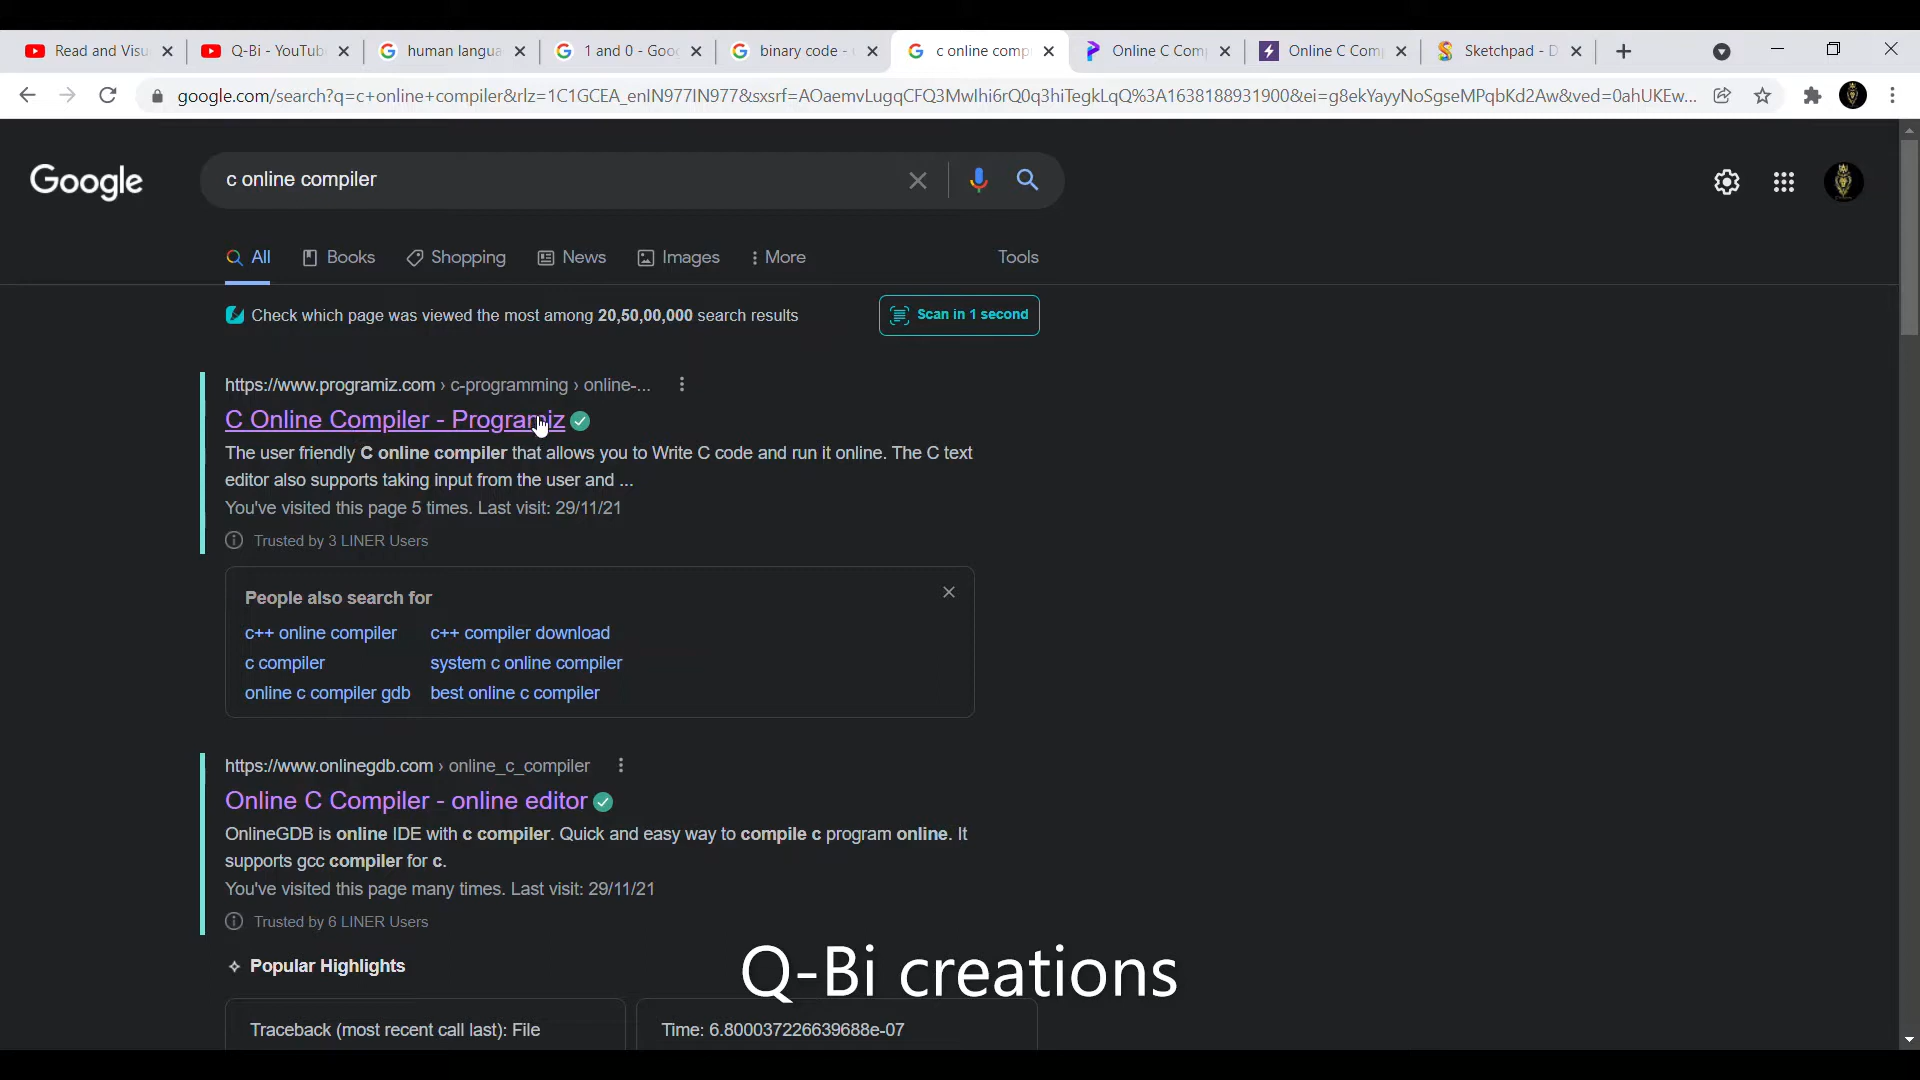 Read and Visu
Q-Bi - YouTub
human langua
1 and 0 - Goo
binary code -
c online comp
Online C Com
Online C Com
Sketchpad - D
google.com/search?q=c+online+compiler&rlz=1C1GCEA_enIN977IN977&sxsrf=AOaemvLugqCFQ3MwIhi6rQ0q3hiTegkLqQ%3A1638188931900&ei=g8ekYayyNoSgseMPqbKd2Aw&ved=0ahUKEw...
Google
c online compiler
All
Books
Shopping
News
Images
More
Tools
Check which page was viewed the most among 20,50,00,000 search results
Scan in 1 second
https://www.programiz.com › c-programming › online-...
C Online Compiler - Programiz
The user friendly C online compiler that allows you to Write C code and run it online. The C text
editor also supports taking input from the user and ...
You've visited this page 5 times. Last visit: 29/11/21
Trusted by 3 LINER Users
People also search for
c++ online compiler
c++ compiler download
c compiler
system c online compiler
online c compiler gdb
best online c compiler
https://www.onlinegdb.com › online_c_compiler
Online C Compiler - online editor
OnlineGDB is online IDE with c compiler. Quick and easy way to compile c program online. It
supports gcc compiler for c.
You've visited this page many times. Last visit: 29/11/21
Trusted by 6 LINER Users
Popular Highlights
Q-Bi creations
Traceback (most recent call last): File
Time: 6.800037226639688e-07